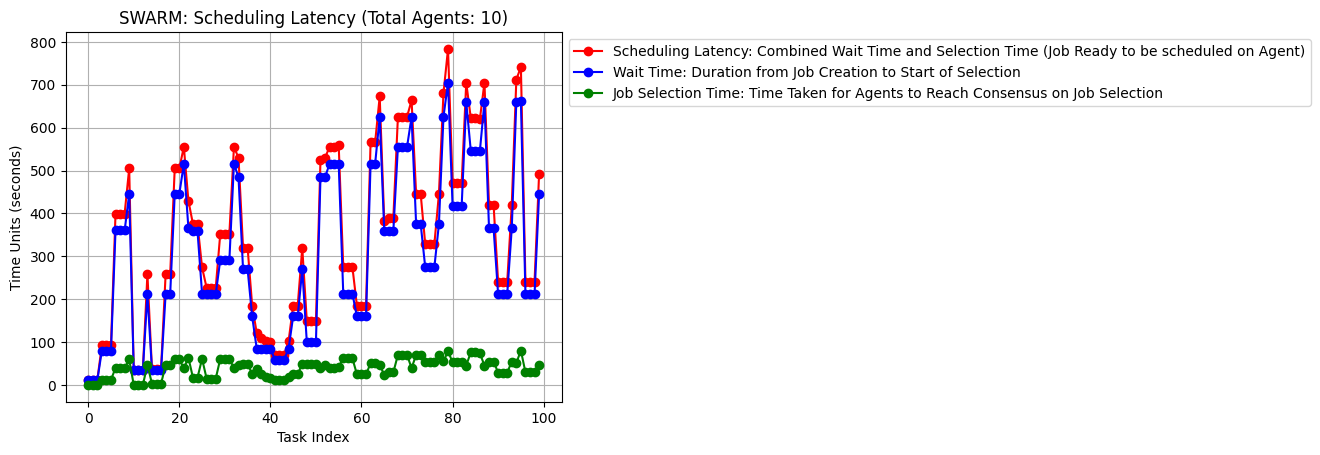 SWARM: Scheduling Latency (Total Agents: 10)
Scheduling Latency: Combined Wait Time and Selection Time (Job Ready to be scheduled on Agent)
Wait Time: Duration from Job Creation to Start of Selection
Job Selection Time: Time Taken for Agents to Reach Consensus on Job Selection
Time Units (seconds)
800
700
600
500
400
300
200
100
0
0 20 40 60 80 100
Task Index